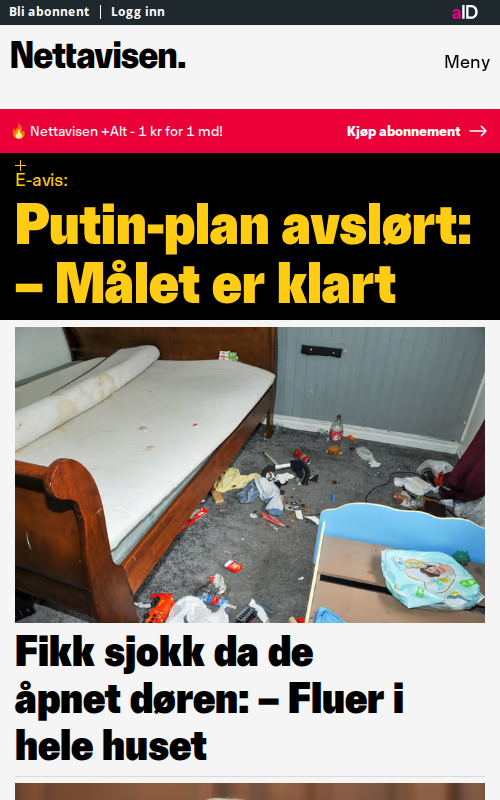 Bli abonnent | Logg inn
aID
Nettavisen.
Meny
🔥 Nettavisen +Alt - 1 kr for 1 md!
Kjøp abonnement →
+
E-avis:
Putin-plan avslørt:
– Målet er klart
Fikk sjokk da de
åpnet døren: – Fluer i
hele huset